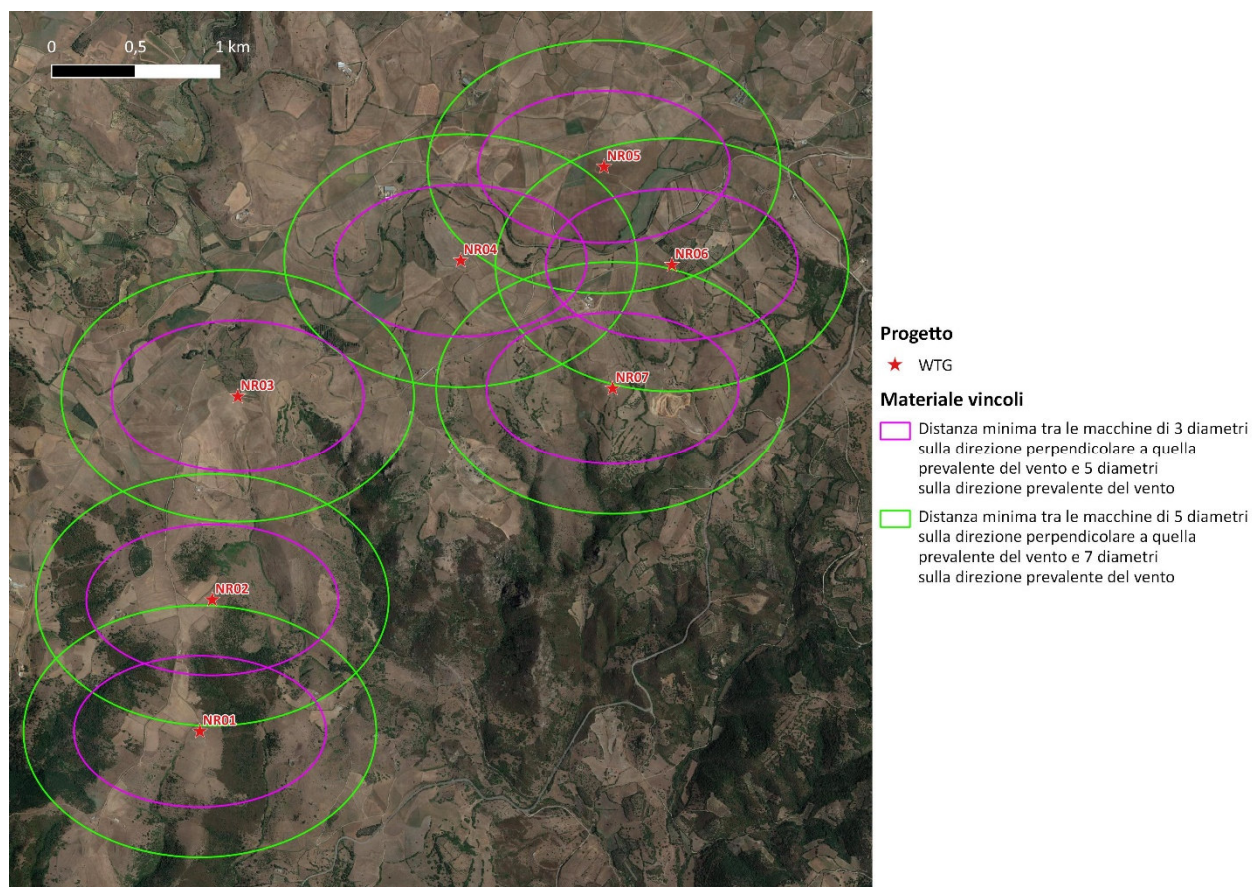 0 0,5 1 km
NR05
NR04
NR06
NR03
NR07
NR02
NR01
Progetto
WTG
Materiale vincoli
Distanza minima tra le macchine di 3 diametri
sulla direzione perpendicolare a quella
prevalente del vento e 5 diametri
sulla direzione prevalente del vento
Distanza minima tra le macchine di 5 diametri
sulla direzione perpendicolare a quella
prevalente del vento e 7 diametri
sulla direzione prevalente del vento